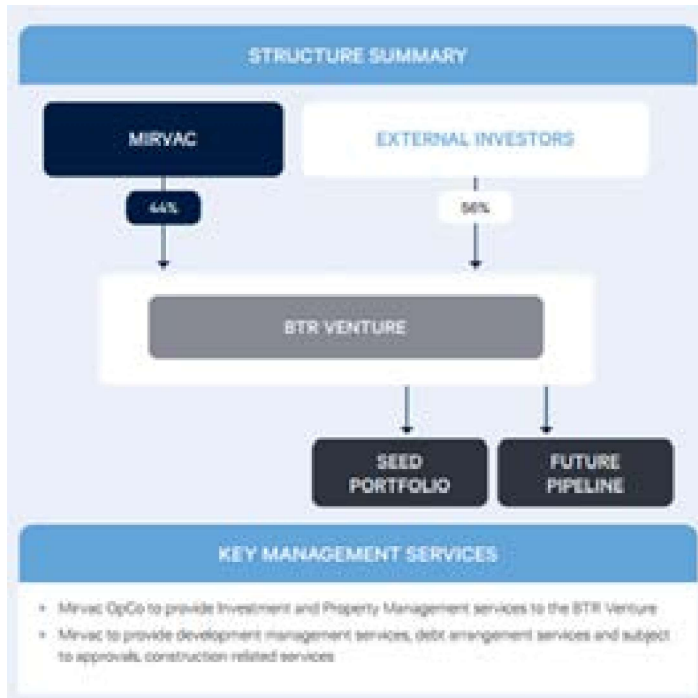 STRUCTURE SUMMARY
MIRVAC
EXTERNAL INVESTORS
44%
56%
BTR VENTURE
SEED
PORTFOLIO
FUTURE
PIPELINE
KEY MANAGEMENT SERVICES
• Mirvac OpCo to provide Investment and Property Management services to the BTR Venture
• Mirvac to provide development management services, debt arrangement services and subject
to approvals, construction related services